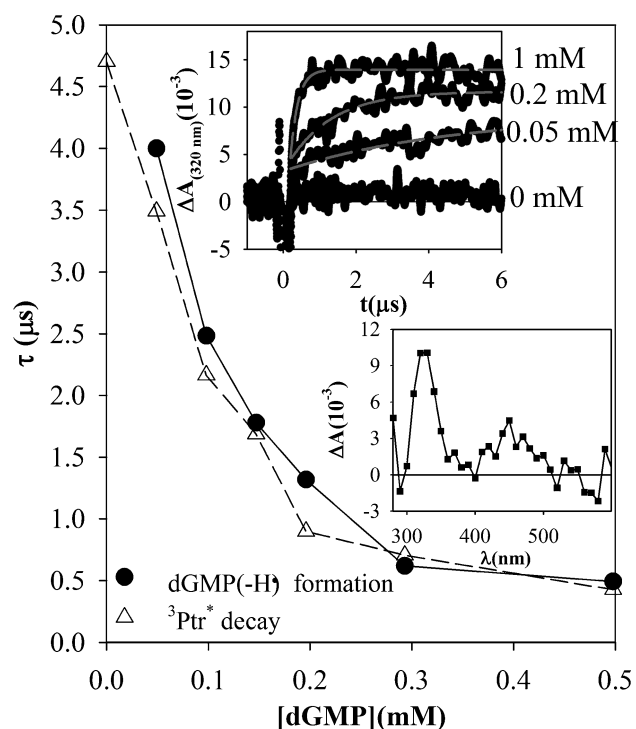 5.0
4.5
4.0
3.5
3.0
2.5
2.0
1.5
1.0
0.5
0.0
τ (μs)
0.0 0.1 0.2 0.3 0.4 0.5
[dGMP](mM)
dGMP(-H•) formation
³Ptr* decay
ΔA(320 nm)(10⁻³)
15
10
5
0
-5
0 2 4 6
t(μs)
1 mM
0.2 mM
0.05 mM
0 mM
ΔA(10⁻³)
12
9
6
3
0
-3
300 400 500
λ(nm)